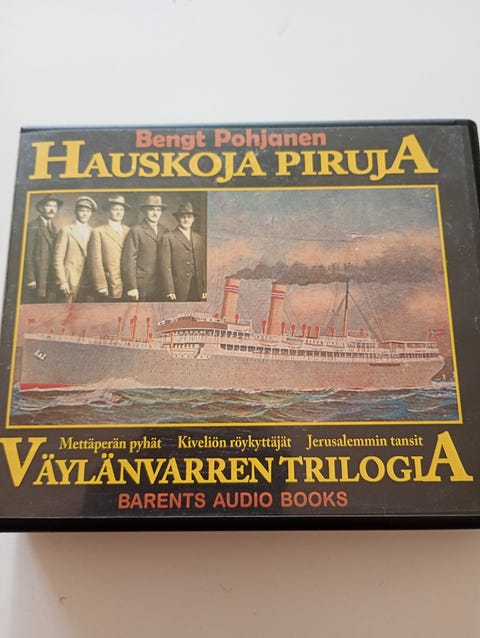 Bengt Pohjanen
HAUSKOJA PIRUJA
Mettäperän pyhät Kiveliön röykyttäjät Jerusalemmin tansit
VÄYLÄNVARREN TRILOGIA
BARENTS AUDIO BOOKS